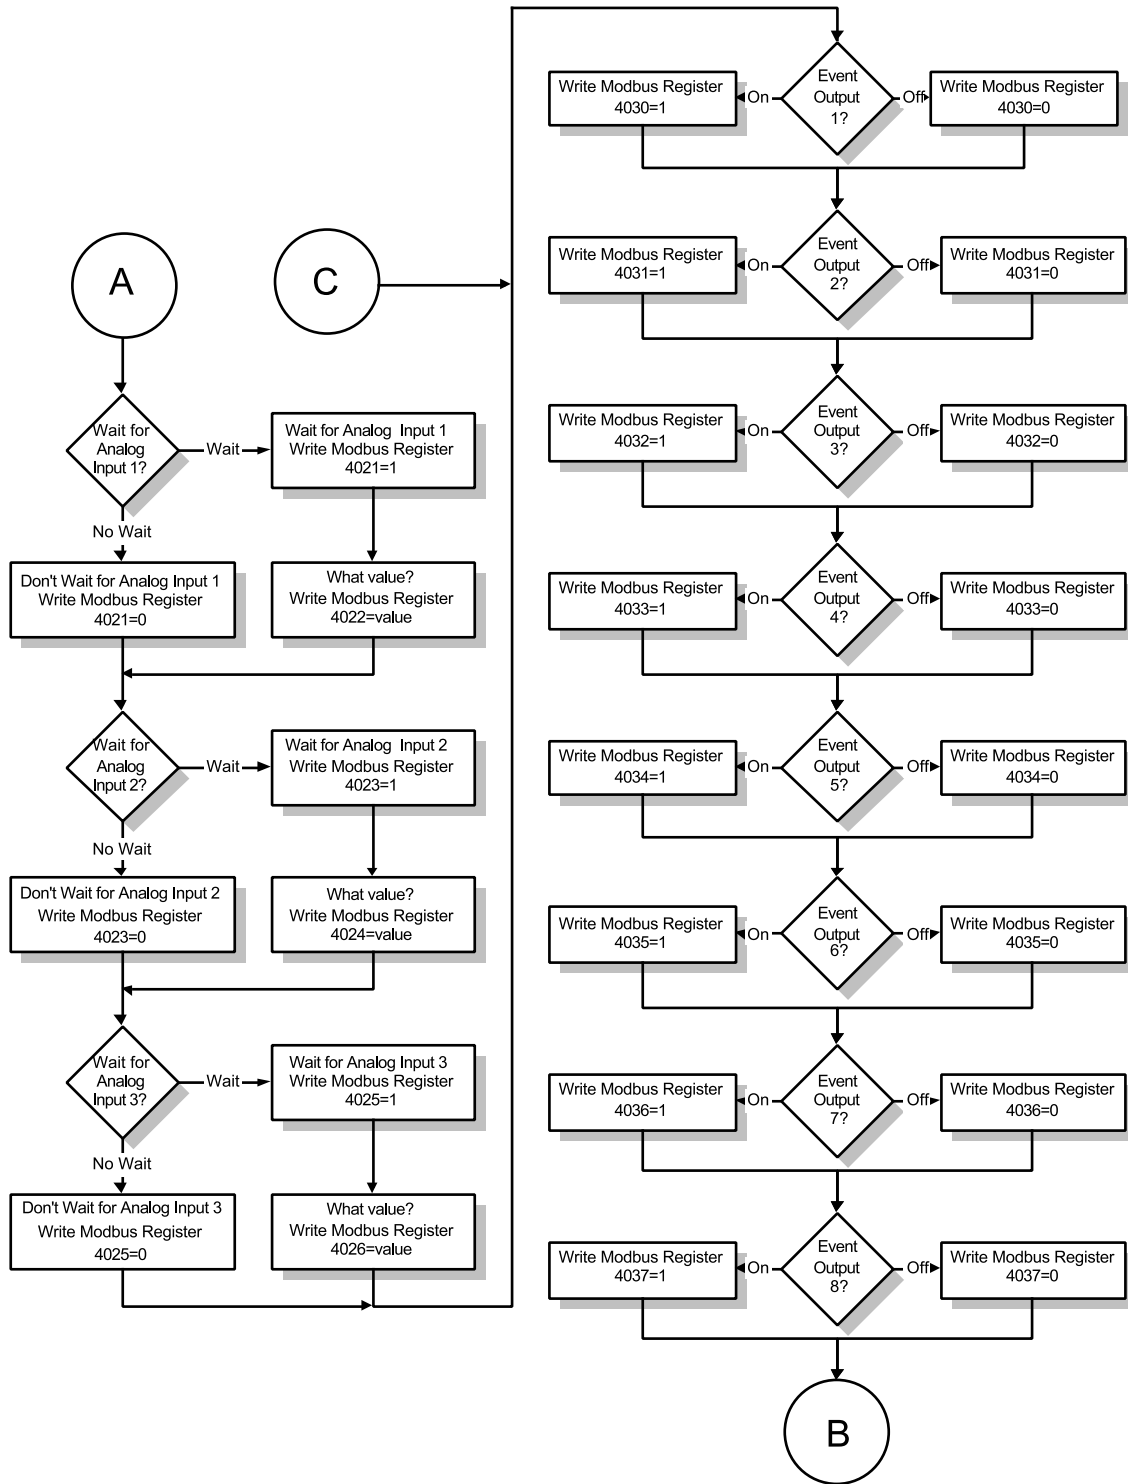 A
C
Wait for
Analog
Input 1?
Wait
Wait for Analog Input 1
Write Modbus Register
4021=1
No Wait
Don't Wait for Analog Input 1
Write Modbus Register
4021=0
What value?
Write Modbus Register
4022=value
Wait for
Analog
Input 2?
Wait
Wait for Analog Input 2
Write Modbus Register
4023=1
No Wait
Don't Wait for Analog Input 2
Write Modbus Register
4023=0
What value?
Write Modbus Register
4024=value
Wait for
Analog
Input 3?
Wait
Wait for Analog Input 3
Write Modbus Register
4025=1
No Wait
Don't Wait for Analog Input 3
Write Modbus Register
4025=0
What value?
Write Modbus Register
4026=value
Write Modbus Register
4030=1
On
Event
Output
1?
Off
Write Modbus Register
4030=0
Write Modbus Register
4031=1
On
Event
Output
2?
Off
Write Modbus Register
4031=0
Write Modbus Register
4032=1
On
Event
Output
3?
Off
Write Modbus Register
4032=0
Write Modbus Register
4033=1
On
Event
Output
4?
Off
Write Modbus Register
4033=0
Write Modbus Register
4034=1
On
Event
Output
5?
Off
Write Modbus Register
4034=0
Write Modbus Register
4035=1
On
Event
Output
6?
Off
Write Modbus Register
4035=0
Write Modbus Register
4036=1
On
Event
Output
7?
Off
Write Modbus Register
4036=0
Write Modbus Register
4037=1
On
Event
Output
8?
Off
Write Modbus Register
4037=0
B